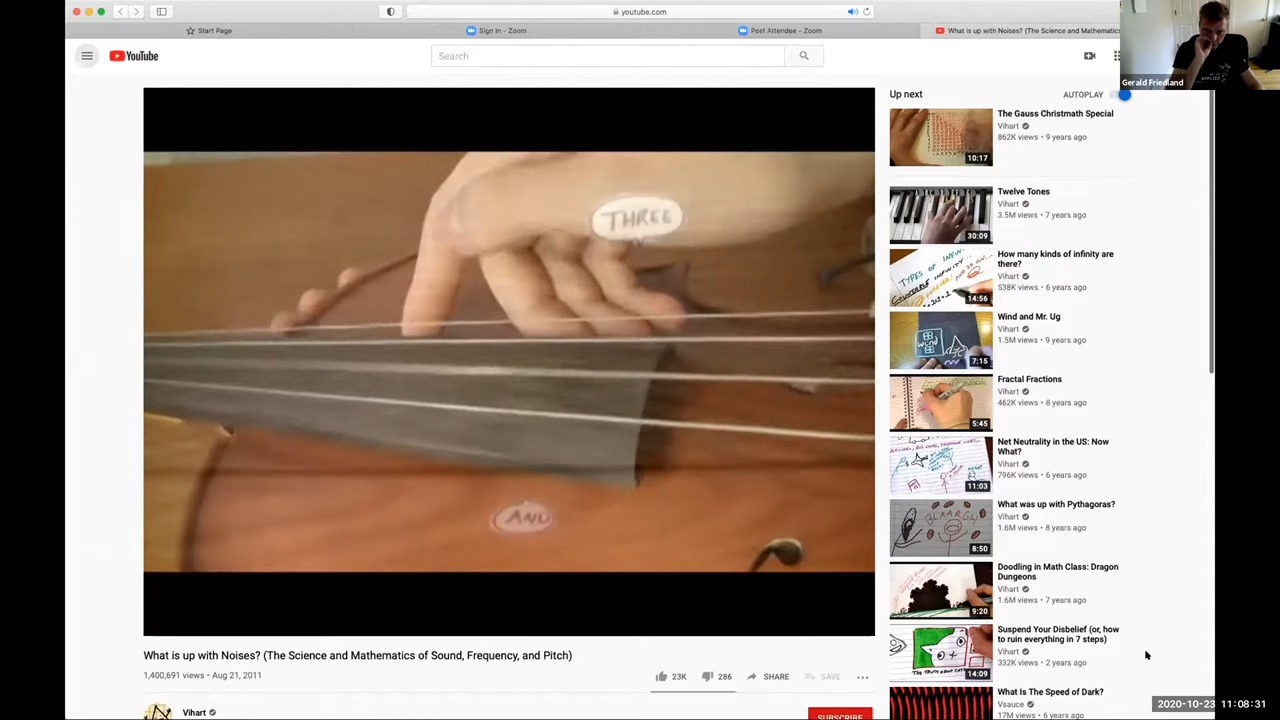 youtube.com
Start Page
Sign In - Zoom
Post Attendee - Zoom
What is up with Noises? (The Science and Mathematics
Gerald Friedland
YouTube
Search
THREE
AND
What is up with Noises? (The Science and Mathematics of Sound, Frequency, and Pitch)
1,400,691 views • Aug 21, 2011
23K
286
SHARE
SAVE
Vihart
SUBSCRIBE
Up next
AUTOPLAY
The Gauss Christmath Special
Vihart
862K views • 9 years ago
10:17
Twelve Tones
Vihart
3.5M views • 7 years ago
30:09
How many kinds of infinity are
there?
Vihart
538K views • 6 years ago
14:56
Wind and Mr. Ug
Vihart
1.5M views • 9 years ago
7:15
Fractal Fractions
Vihart
462K views • 8 years ago
5:45
Net Neutrality in the US: Now
What?
Vihart
796K views • 6 years ago
11:03
What was up with Pythagoras?
Vihart
1.6M views • 8 years ago
8:50
Doodling in Math Class: Dragon
Dungeons
Vihart
1.6M views • 7 years ago
9:20
Suspend Your Disbelief (or, how
to ruin everything in 7 steps)
Vihart
332K views • 2 years ago
14:09
What Is The Speed of Dark?
Vsauce
17M views • 6 years ago
2020-10-23 11:08:31